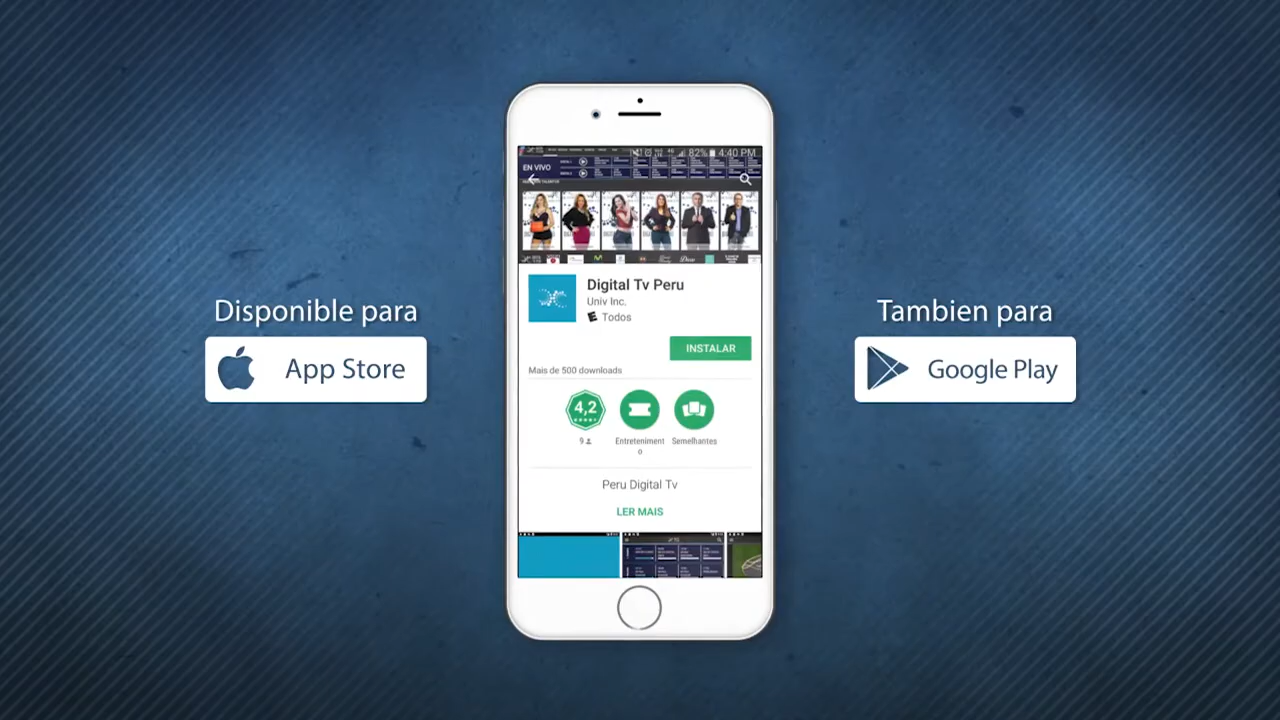 Disponible para
App Store
82% 4:40 PM
EN VIVO
Digital Tv Peru
Univ Inc.
Todos
INSTALAR
Mais de 500 downloads
4,2
9
Entreteniment
o
Semelhantes
Peru Digital Tv
LER MAIS
Tambien para
Google Play